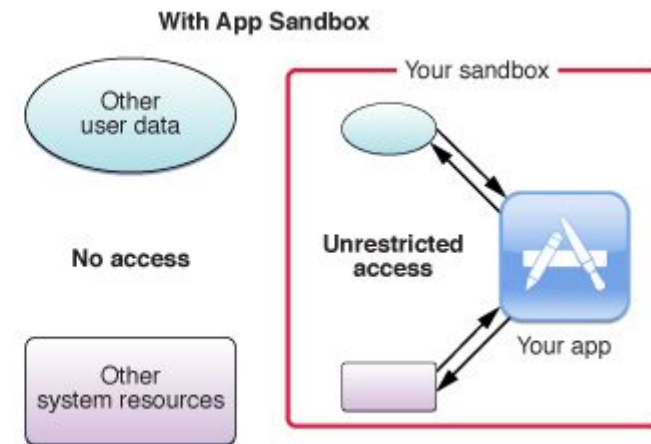 With App Sandbox
Your sandbox
Other
user data
No access
Unrestricted
access
Your app
Other
system resources